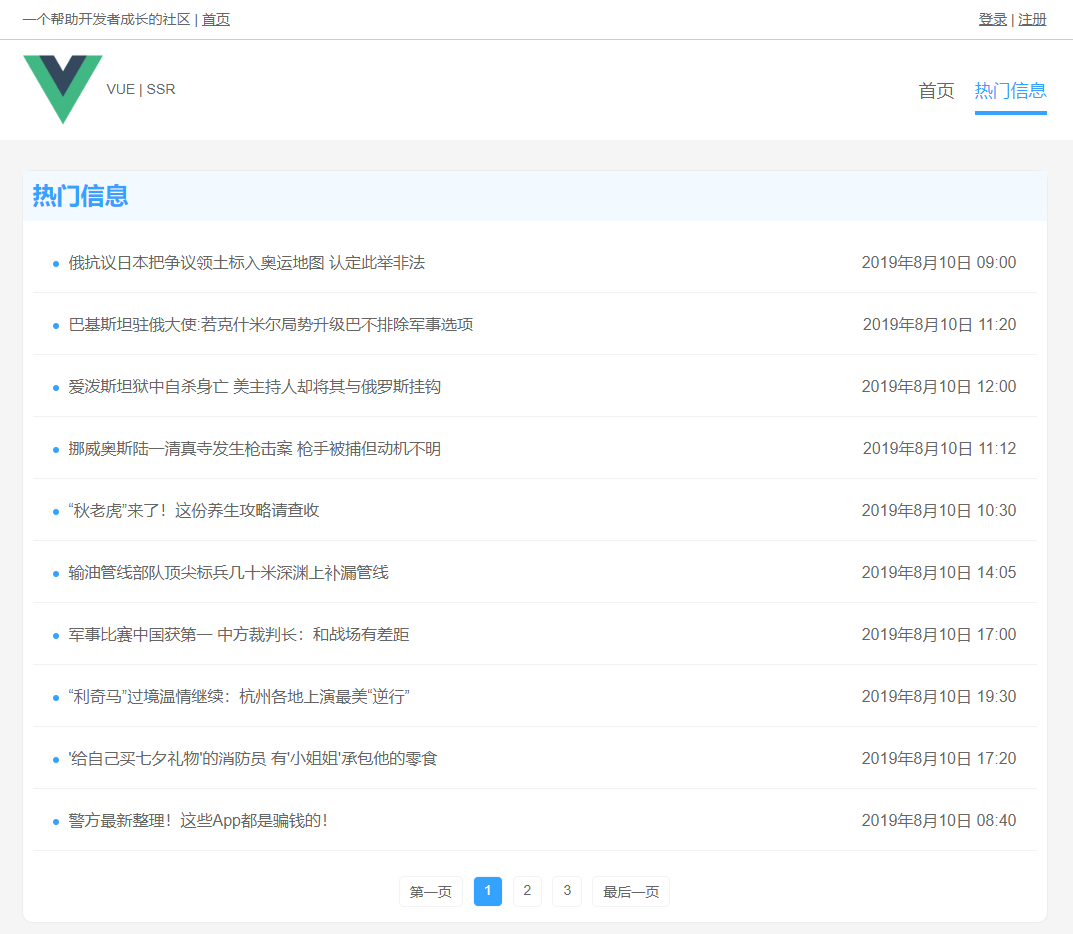 一个帮助开发者成长的社区 | 首页
登录 | 注册
VUE | SSR
首页 热门信息
热门信息
俄抗议日本把争议领土标入奥运地图 认定此举非法 2019年8月10日 09:00
巴基斯坦驻俄大使:若克什米尔局势升级巴不排除军事选项 2019年8月10日 11:20
爱泼斯坦狱中自杀身亡 美主持人却将其与俄罗斯挂钩 2019年8月10日 12:00
挪威奥斯陆一清真寺发生枪击案 枪手被捕但动机不明 2019年8月10日 11:12
“秋老虎”来了！这份养生攻略请查收 2019年8月10日 10:30
输油管线部队顶尖标兵几十米深渊上补漏管线 2019年8月10日 14:05
军事比赛中国获第一 中方裁判长：和战场有差距 2019年8月10日 17:00
“利奇马”过境温情继续：杭州各地上演最美“逆行” 2019年8月10日 19:30
'给自己买七夕礼物'的消防员 有'小姐姐'承包他的零食 2019年8月10日 17:20
警方最新整理！这些App都是骗钱的！ 2019年8月10日 08:40
第一页 1 2 3 最后一页